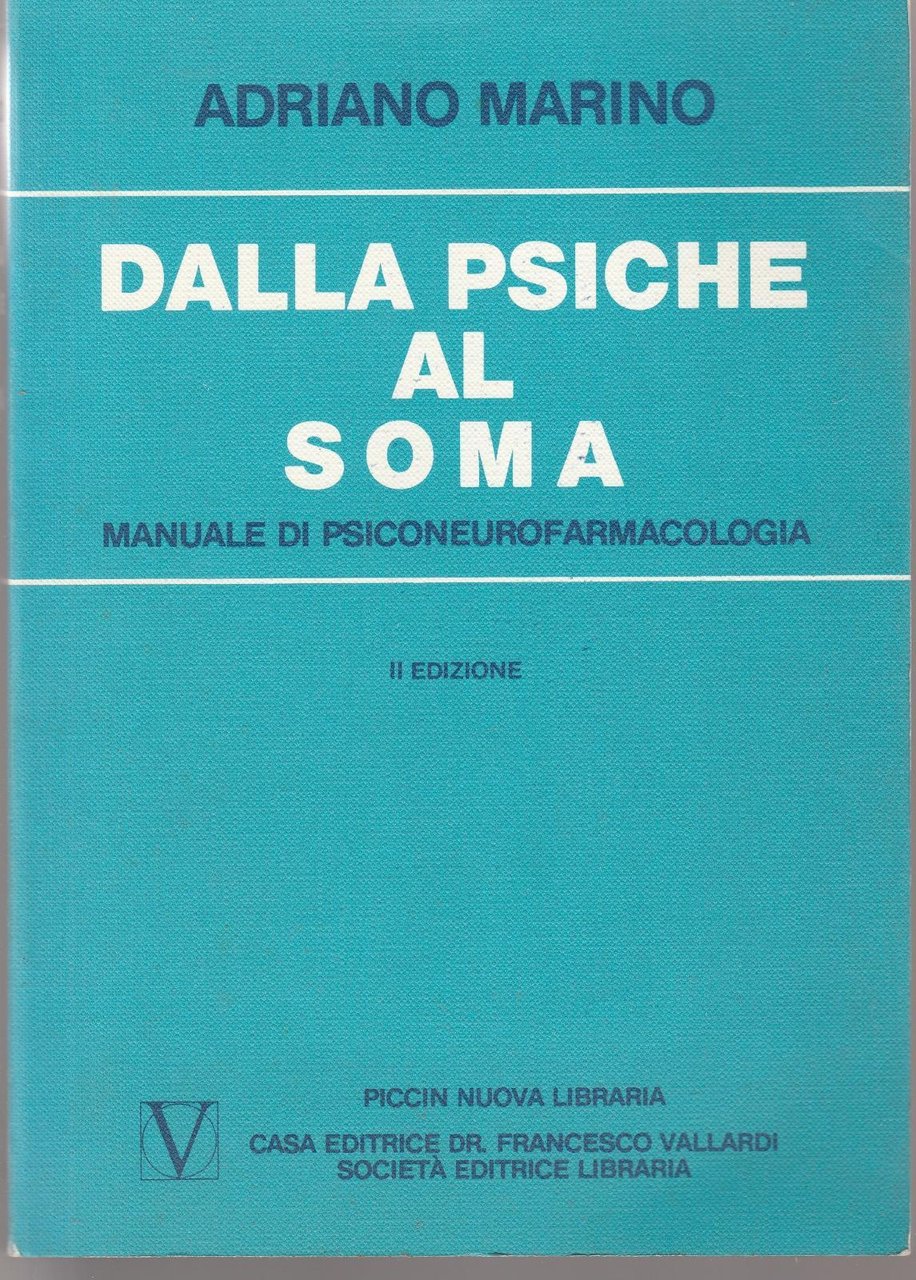 ADRIANO MARINO
DALLA PSICHE
AL
SOMA
MANUALE DI PSICONEUROFARMACOLOGIA
II EDIZIONE
PICCIN NUOVA LIBRARIA
V
CASA EDITRICE DR. FRANCESCO VALLARDI
SOCIETÀ EDITRICE LIBRARIA